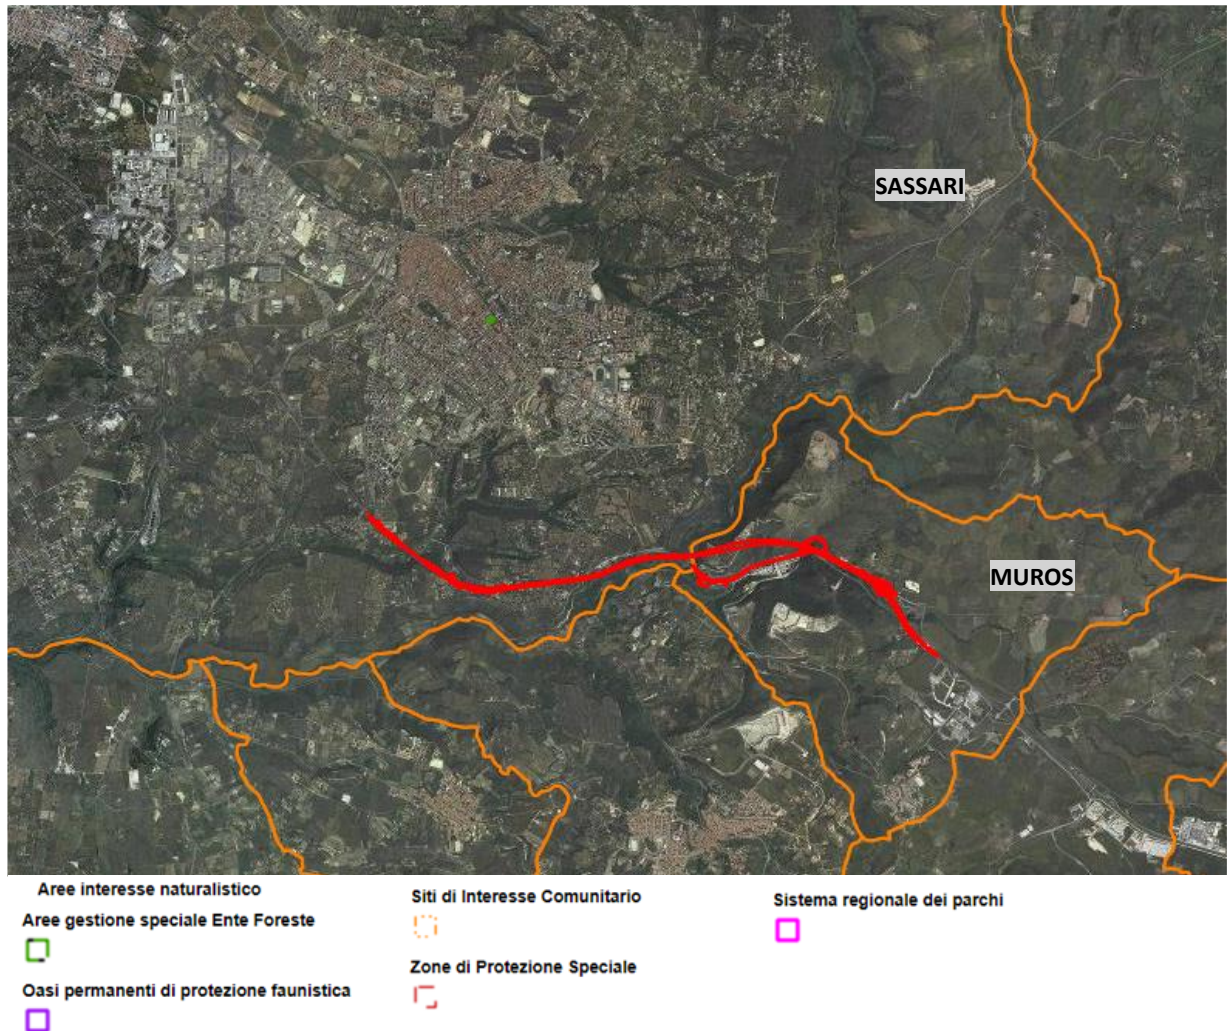 SASSARI
MUROS
Aree interesse naturalistico
Aree gestione speciale Ente Foreste
Oasi permanenti di protezione faunistica
Siti di Interesse Comunitario
Zone di Protezione Speciale
Sistema regionale dei parchi